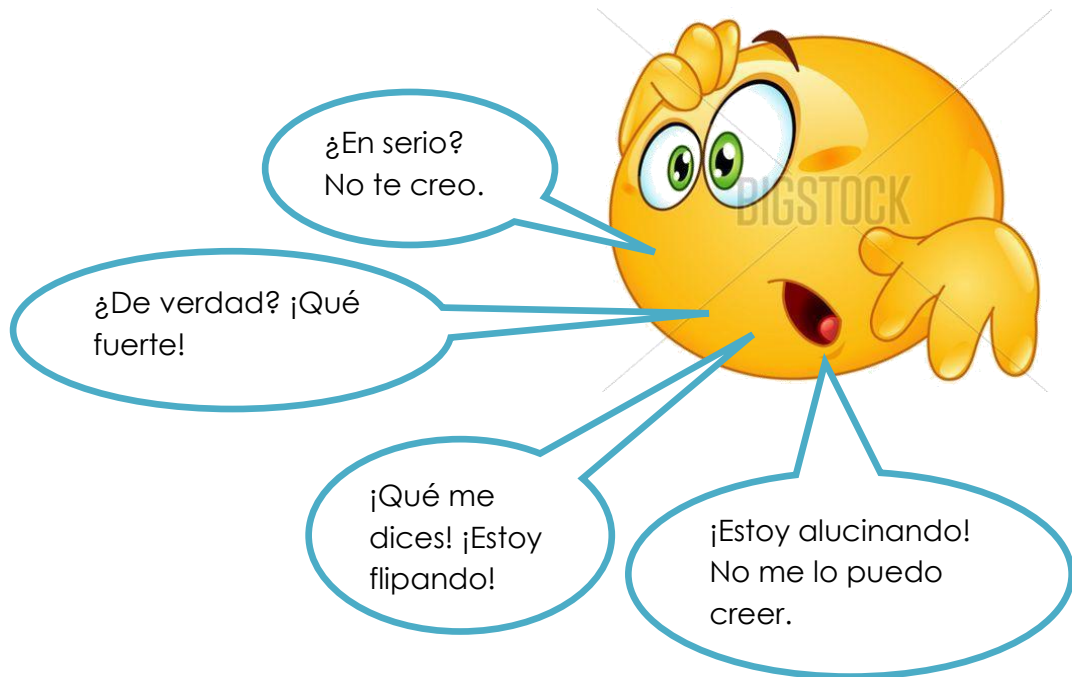 ¿En serio?
No te creo.
BIGSTOCK
¿De verdad? ¡Qué
fuerte!
¡Qué me
dices! ¡Estoy
flipando!
¡Estoy alucinando!
No me lo puedo
creer.